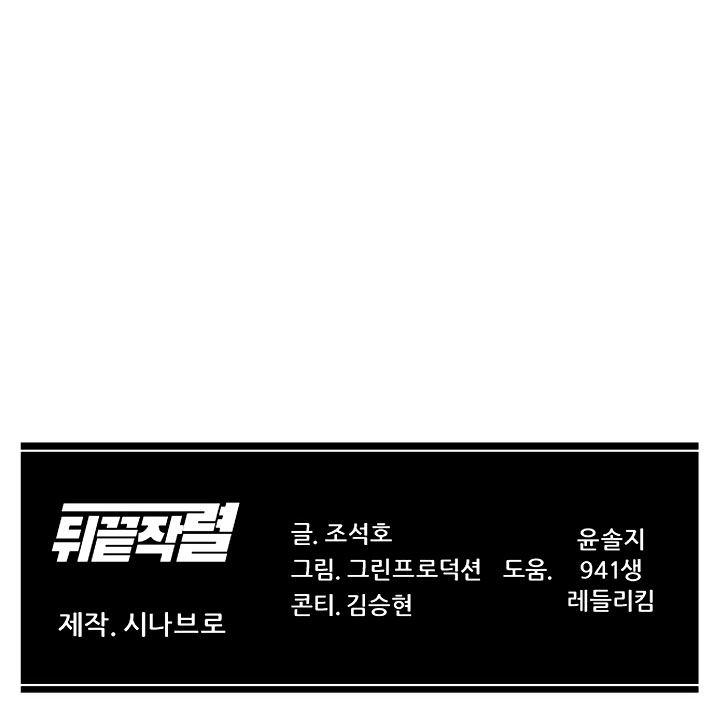 뒤끝작렬
제작. 시나브로
글. 조석호
그림. 그린프로덕션
콘티. 김승현
도움.
윤솔지
941생
레들리킴